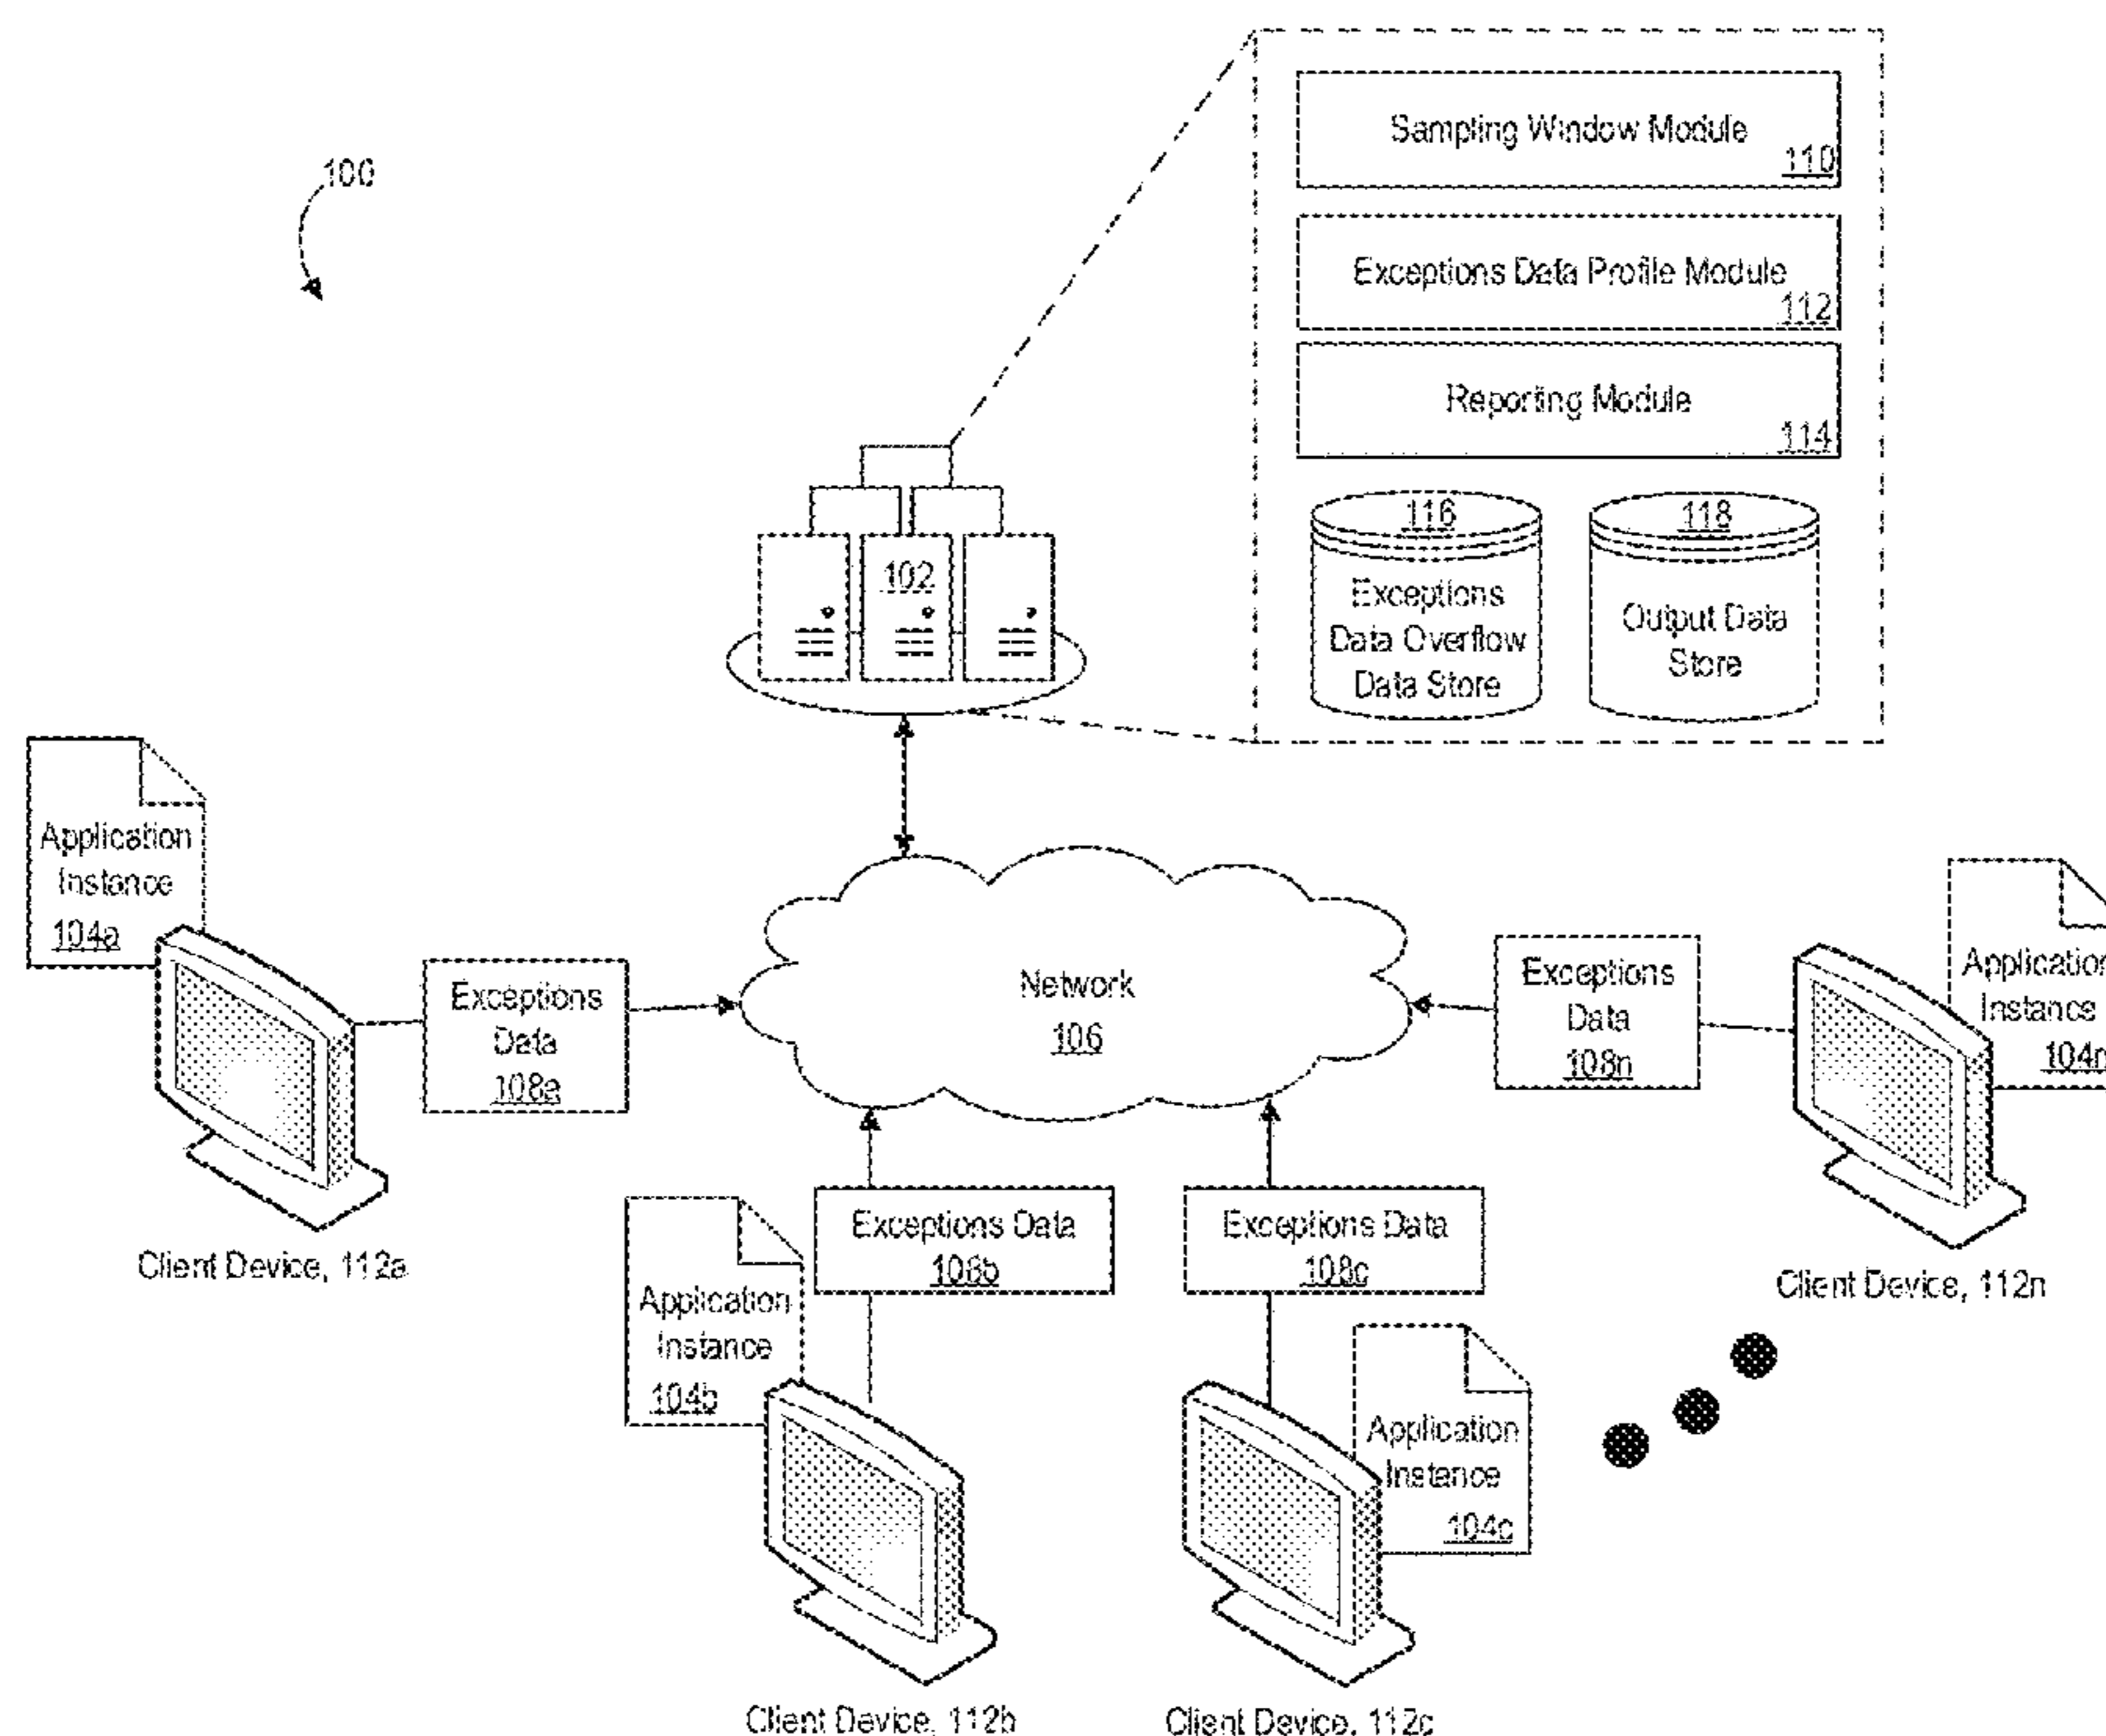 100
Sampling Window Module
110
Exceptions Data Profile Module
112
Reporting Module
114
116
Exceptions
Data Overflow
Data Store
118
Output Data
Store
102
Application
Instance
104a
Exceptions
Data
108a
Client Device, 112a
Network
106
Exceptions
Data
108n
Application
Instance
104n
Client Device, 112n
Application
Instance
104b
Exceptions Data
108b
Client Device, 112b
Exceptions Data
108c
Application
Instance
104c
Client Device, 112c